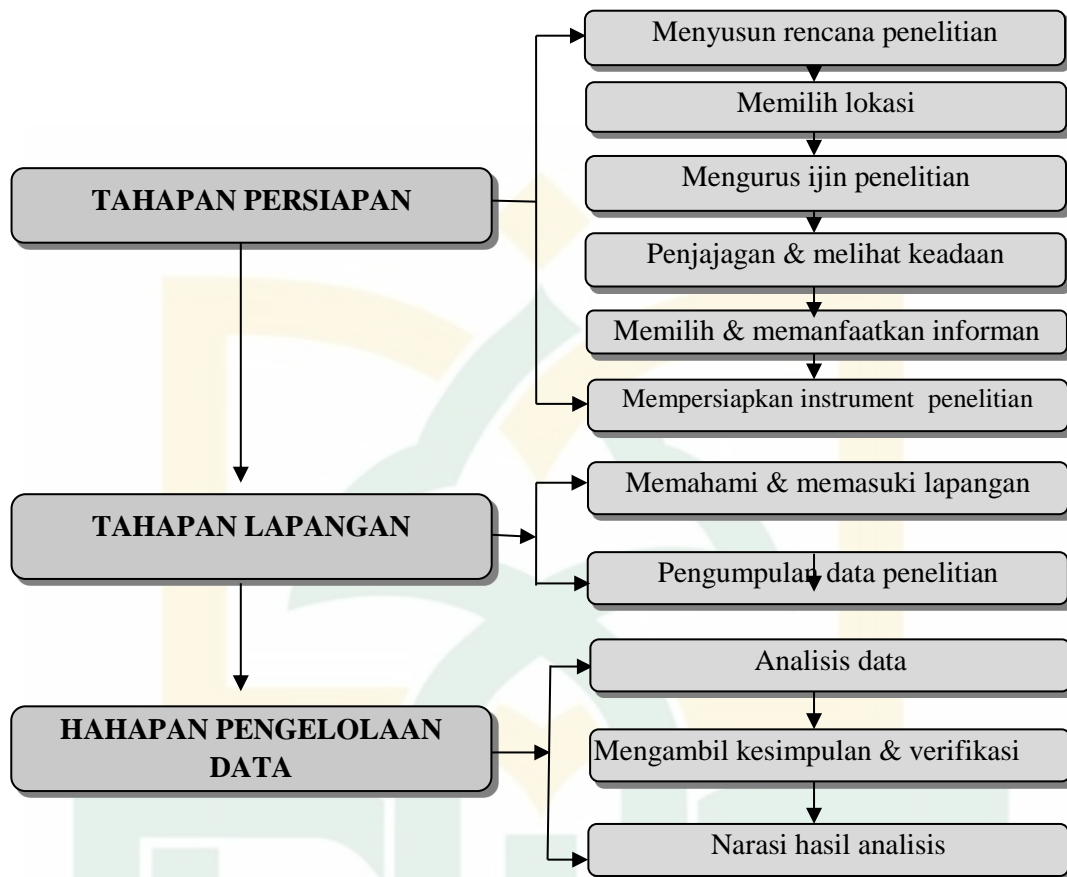 TAHAPAN PERSIAPAN
Menyusun rencana penelitian
Memilih lokasi
Mengurus ijin penelitian
Penjajagan & melihat keadaan
Memilih & memanfaatkan informan
Mempersiapkan instrument penelitian
TAHAPAN LAPANGAN
Memahami & memasuki lapangan
Pengumpulan data penelitian
HAHAPAN PENGELOLAAN
DATA
Analisis data
Mengambil kesimpulan & verifikasi
Narasi hasil analisis